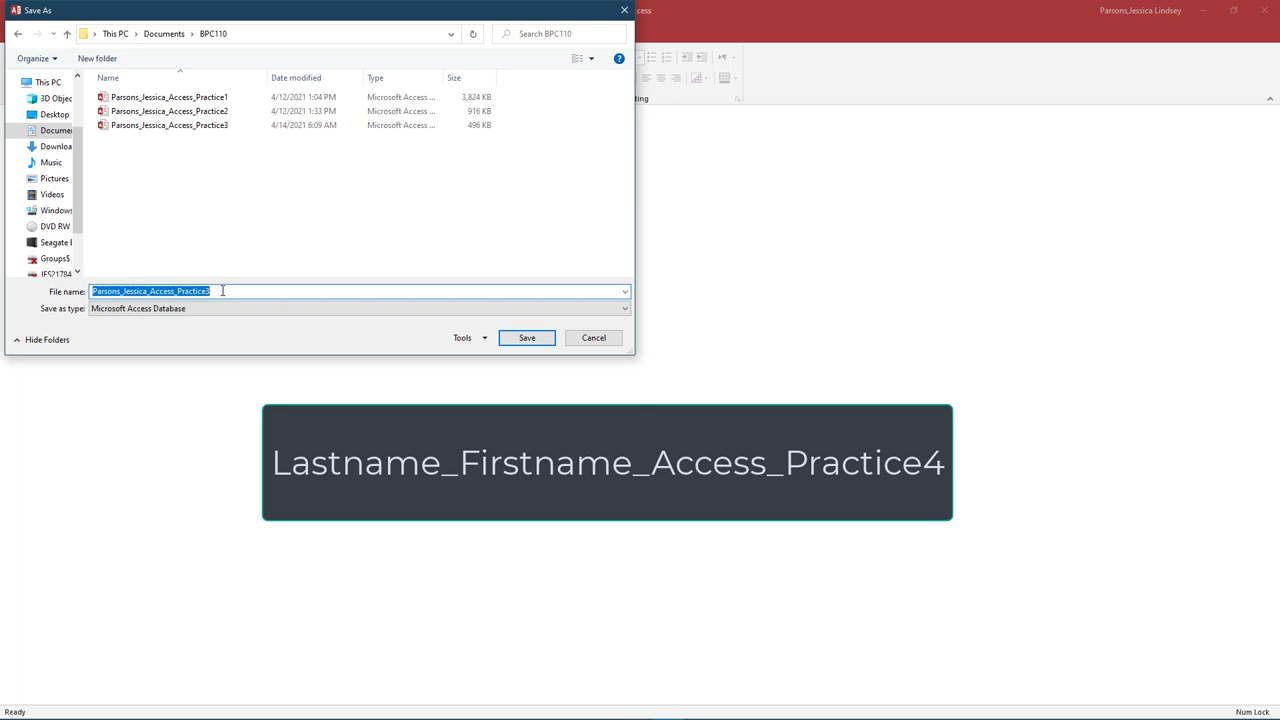 Save As
cess
Parsons,Jessica Lindsey
This PC
Documents
BPC110
Search BPC110
Organize
New folder
Name
Date modified
Type
Size
This PC
3D Objec
Desktop
Docume
Downloa
Music
Pictures
Videos
Windows
DVD RW
Seagate E
Groups$
JFS21784
Parsons_Jessica_Access_Practice1 4/12/2021 1:04 PM Microsoft Access ... 3,824 KB
Parsons_Jessica_Access_Practice2 4/12/2021 1:33 PM Microsoft Access ... 916 KB
Parsons_Jessica_Access_Practice3 4/14/2021 6:09 AM Microsoft Access ... 496 KB
ting
File name: Parsons_Jessica_Access_Practice3
Save as type: Microsoft Access Database
Hide Folders
Tools
Save
Cancel
Lastname_Firstname_Access_Practice4
Ready
Num Lock